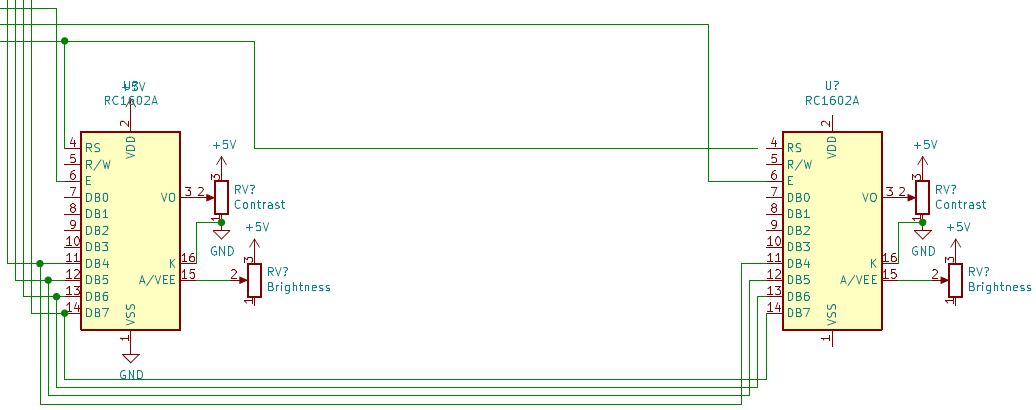 U?
+5V
RC1602A
2
VDD
4 RS
5 R/W
6 E
7 DB0
8 DB1
9 DB2
10 DB3
11 DB4
12 DB5
13 DB6
14 DB7
VO 3
K 16
A/VEE 15
VSS
1
GND
+5V
3
2
1
RV?
Contrast
GND
+5V
3
2
1
RV?
Brightness
U?
RC1602A
2
VDD
4 RS
5 R/W
6 E
7 DB0
8 DB1
9 DB2
10 DB3
11 DB4
12 DB5
13 DB6
14 DB7
VO 3
K 16
A/VEE 15
VSS
1
+5V
3
2
1
RV?
Contrast
GND
+5V
3
2
1
RV?
Brightness